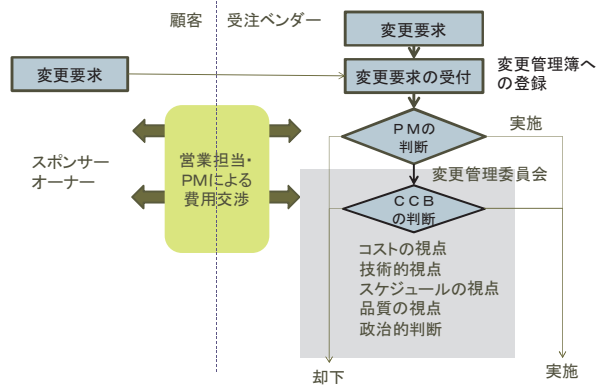 顧客
受注ベンダー
変更要求
変更要求
変更要求の受付
変更管理簿へ
の登録
ＰＭの
判断
実施
スポンサー
オーナー
営業担当・
ＰＭによる
費用交渉
変更管理委員会
ＣＣＢ
の判断
コストの視点
技術的視点
スケジュールの視点
品質の視点
政治的判断
却下
実施